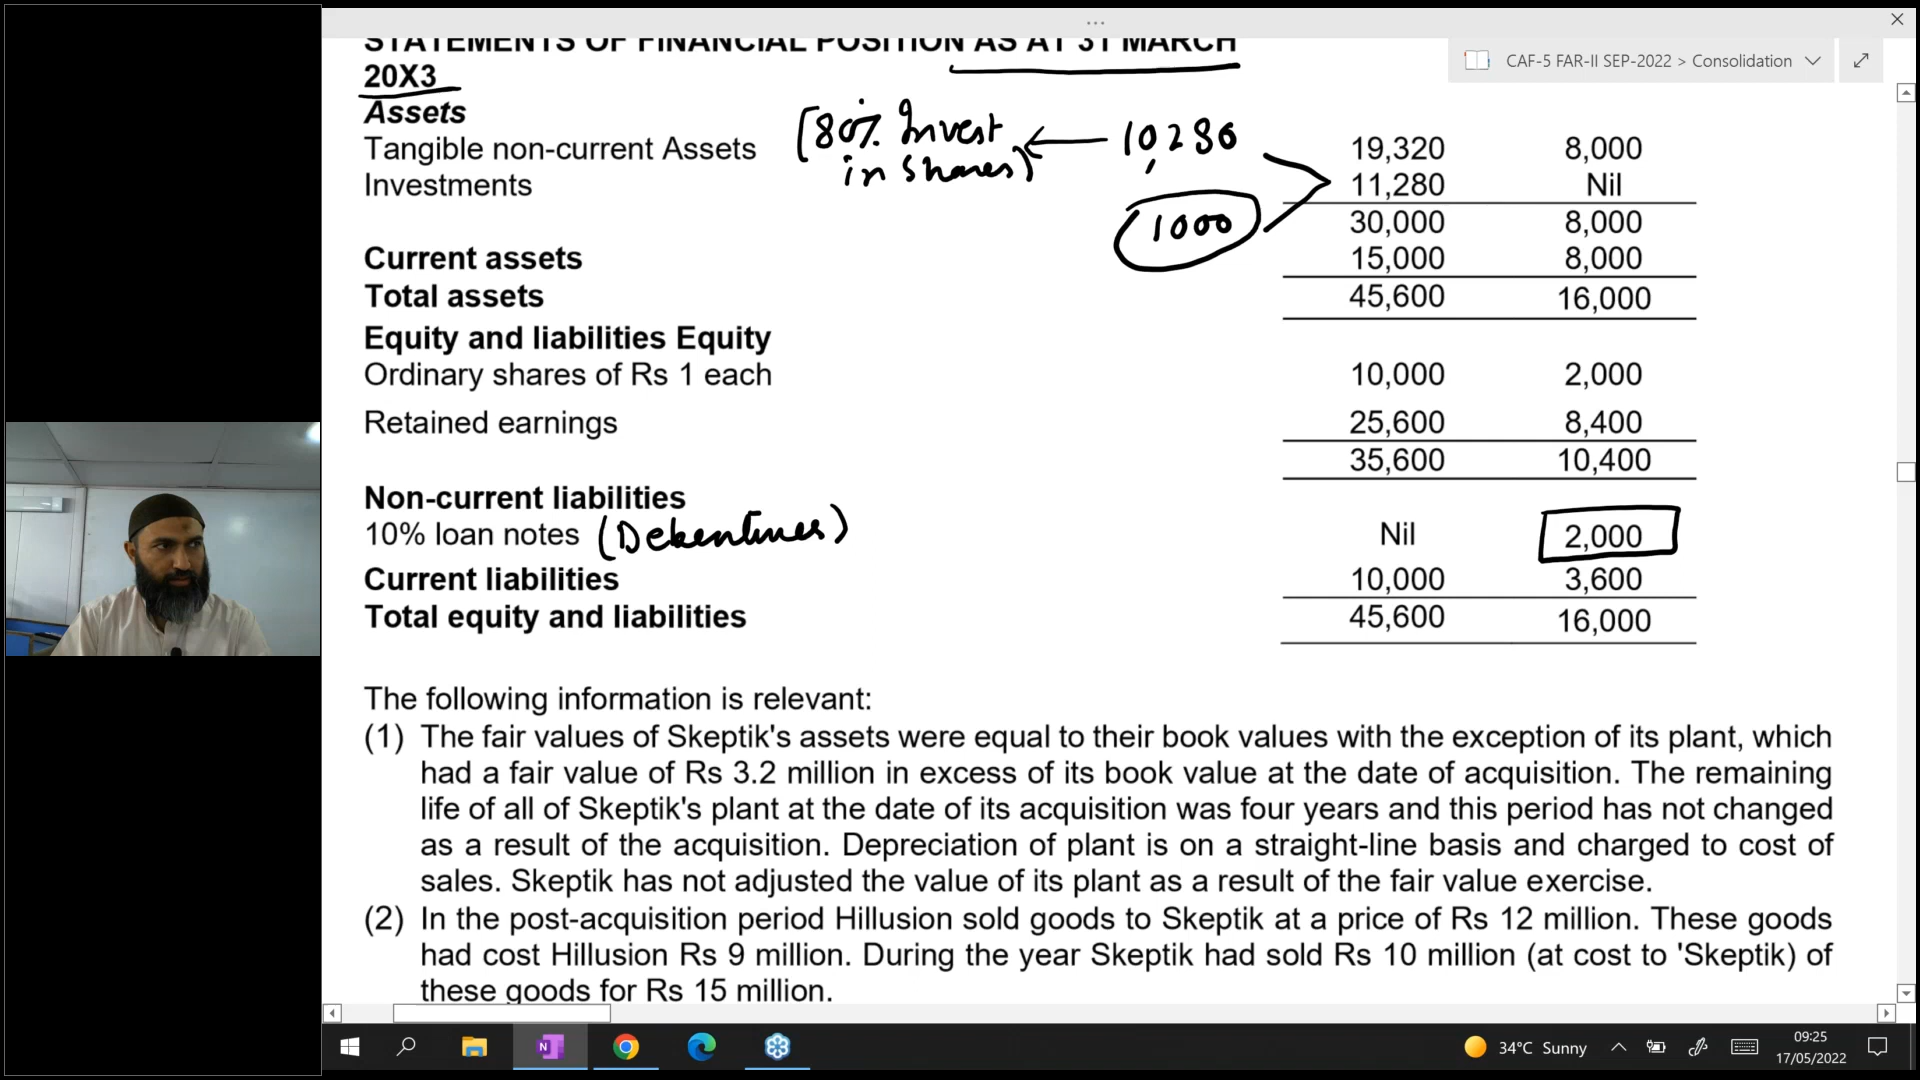 STATEMENTS OF FINANCIAL POSITION AS AT 31 MARCH
20X3
CAF-5 FAR-II SEP-2022 > Consolidation
Assets
[80% Invest in Shares) ← 10,280
Tangible non-current Assets 19,320 8,000
Investments 11,280 Nil
1000
30,000 8,000
Current assets 15,000 8,000
Total assets 45,600 16,000
Equity and liabilities Equity
Ordinary shares of Rs 1 each 10,000 2,000
Retained earnings 25,600 8,400
35,600 10,400
Non-current liabilities
10% loan notes (Debentures) Nil 2,000
Current liabilities 10,000 3,600
Total equity and liabilities 45,600 16,000
The following information is relevant:
(1) The fair values of Skeptik's assets were equal to their book values with the exception of its plant, which
had a fair value of Rs 3.2 million in excess of its book value at the date of acquisition. The remaining
life of all of Skeptik's plant at the date of its acquisition was four years and this period has not changed
as a result of the acquisition. Depreciation of plant is on a straight-line basis and charged to cost of
sales. Skeptik has not adjusted the value of its plant as a result of the fair value exercise.
(2) In the post-acquisition period Hillusion sold goods to Skeptik at a price of Rs 12 million. These goods
had cost Hillusion Rs 9 million. During the year Skeptik had sold Rs 10 million (at cost to 'Skeptik) of
these goods for Rs 15 million.
N
34°C Sunny
09:25
17/05/2022